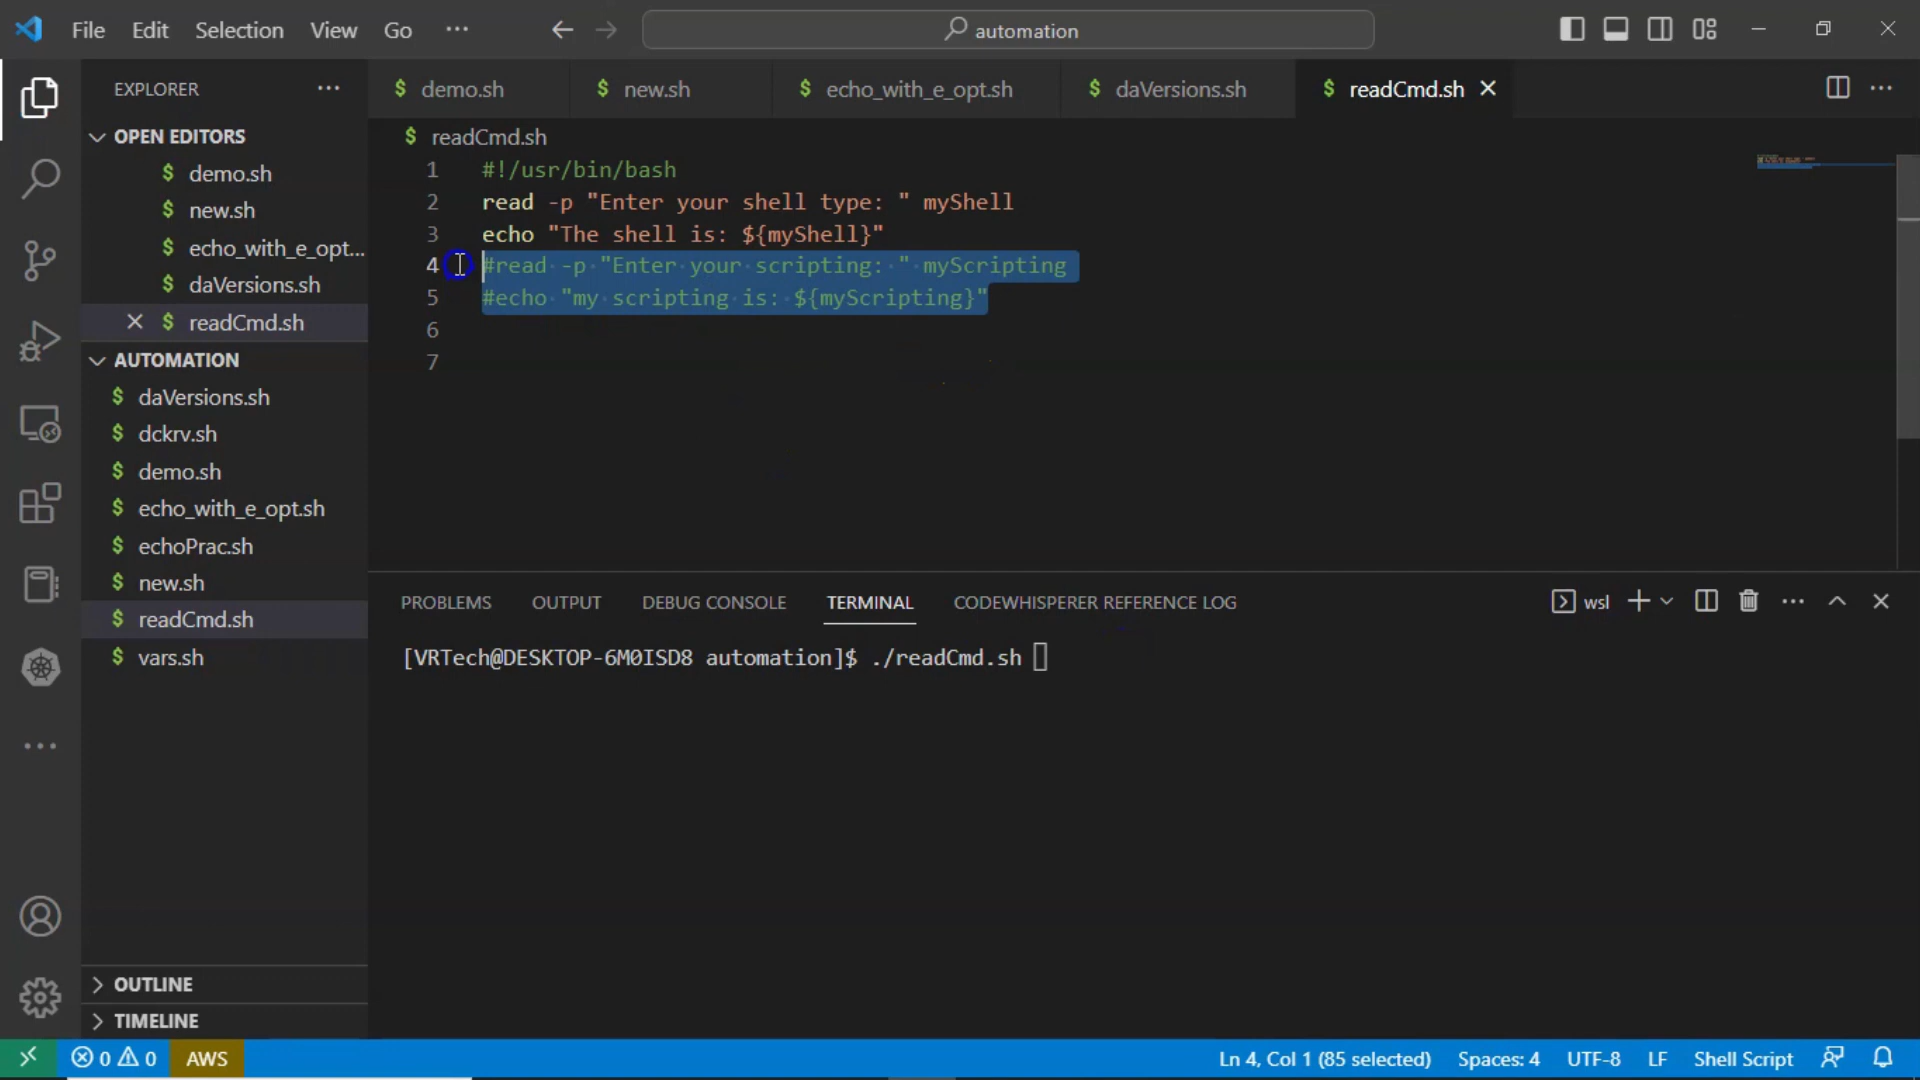 File Edit Selection View Go ... automation
EXPLORER ...
OPEN EDITORS
$ demo.sh
$ new.sh
$ echo_with_e_opt...
$ daVersions.sh
$ readCmd.sh
AUTOMATION
$ daVersions.sh
$ dckrv.sh
$ demo.sh
$ echo_with_e_opt.sh
$ echoPrac.sh
$ new.sh
$ readCmd.sh
$ vars.sh
OUTLINE
TIMELINE
$ demo.sh $ new.sh $ echo_with_e_opt.sh $ daVersions.sh $ readCmd.sh
$ readCmd.sh
1 #!/usr/bin/bash
2 read -p "Enter your shell type: " myShell
3 echo "The shell is: ${myShell}"
4 #read -p "Enter your scripting: " myScripting
5 #echo "my scripting is: ${myScripting}"
6
7
PROBLEMS OUTPUT DEBUG CONSOLE TERMINAL CODEWHISPERER REFERENCE LOG wsl
[VRTech@DESKTOP-6M0ISD8 automation]$ ./readCmd.sh
0 0 AWS Ln 4, Col 1 (85 selected) Spaces: 4 UTF-8 LF Shell Script